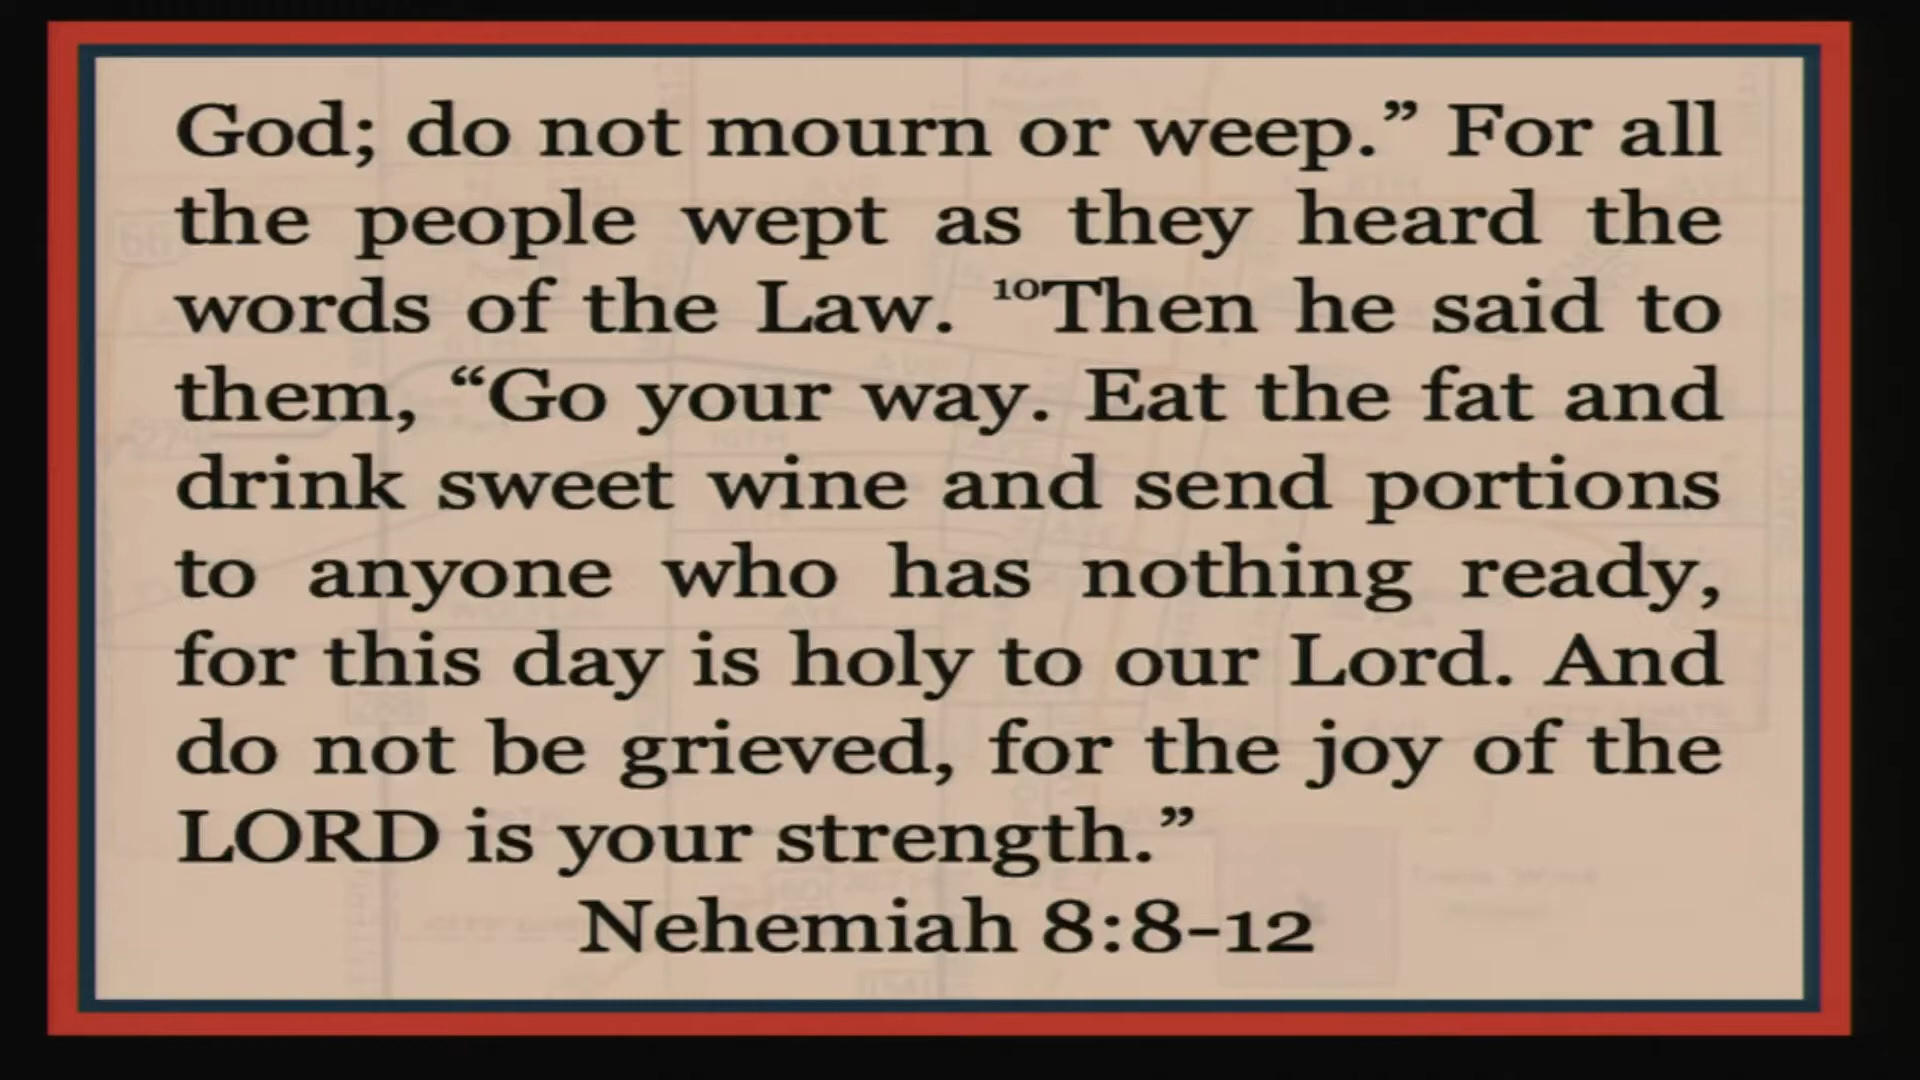 God; do not mourn or weep.” For all
the people wept as they heard the
words of the Law. ¹⁰Then he said to
them, “Go your way. Eat the fat and
drink sweet wine and send portions
to anyone who has nothing ready,
for this day is holy to our Lord. And
do not be grieved, for the joy of the
LORD is your strength.”
Nehemiah 8:8-12